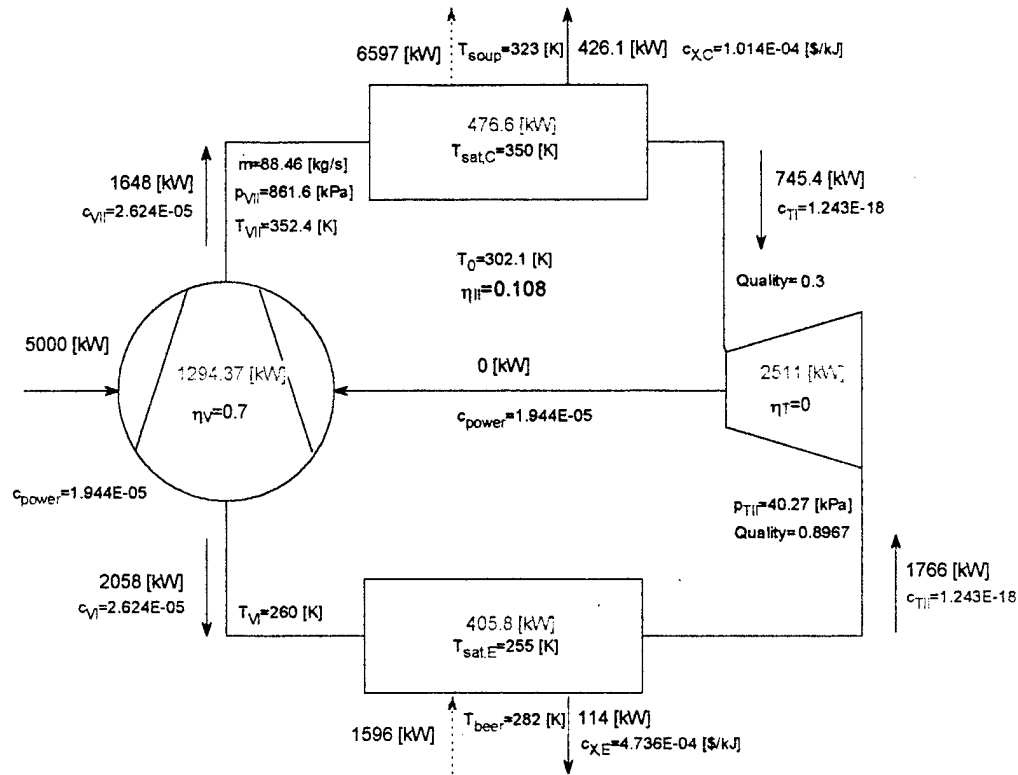 6597 [kW]
T_soup=323 [K]
426.1 [kW]
c_X,C=1.014E-04 [$/kJ]
476.6 [kW]
T_sat,C=350 [K]
ṁ=88.46 [kg/s]
p_VII=861.6 [kPa]
T_VII=352.4 [K]
1648 [kW]
c_VII=2.624E-05
745.4 [kW]
c_TI=1.243E-18
T_0=302.1 [K]
η_II=0.108
Quality=0.3
5000 [kW]
1294.37 [kW]
η_V=0.7
0 [kW]
c_power=1.944E-05
2511 [kW]
η_T=0
c_power=1.944E-05
p_TII=40.27 [kPa]
Quality=0.8967
2058 [kW]
c_VI=2.624E-05
T_VI=260 [K]
405.8 [kW]
T_sat,E=255 [K]
1766 [kW]
c_TII=1.243E-18
1596 [kW]
T_beer=282 [K]
114 [kW]
c_X,E=4.736E-04 [$/kJ]